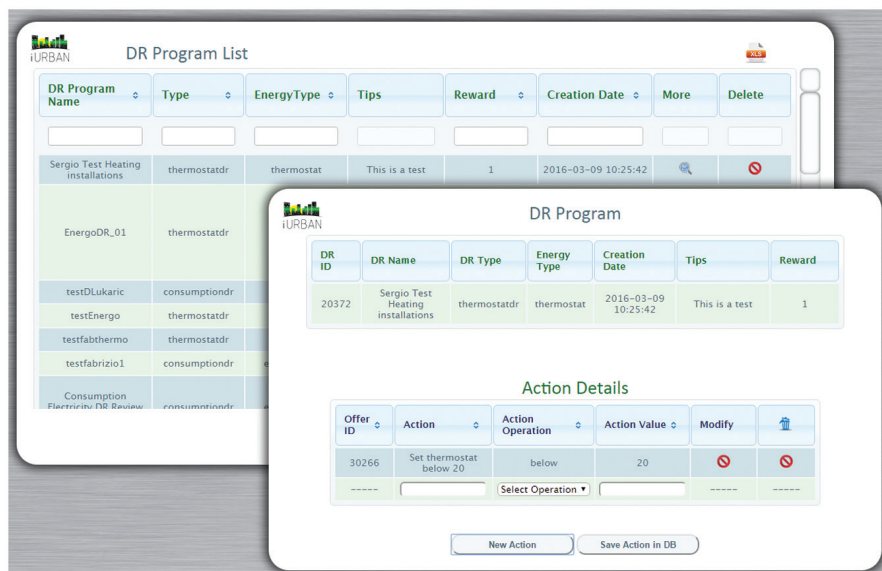 iURBAN
DR Program List
XLS
DR Program
Name
Type
EnergyType
Tips
Reward
Creation Date
More
Delete
Sergio Test Heating
installations
thermostatdr
thermostat
This is a test
1
2016-03-09 10:25:42
EnergoDR_01
thermostatdr
testDLukaric
consumptiondr
testEnergo
thermostatdr
testfabthermo
thermostatdr
testfabrizio1
consumptiondr
e
Consumption
Electricity DR Review
consumptiondr
e
iURBAN
DR Program
DR
ID
DR Name
DR Type
Energy
Type
Creation
Date
Tips
Reward
20372
Sergio Test
Heating
installations
thermostatdr
thermostat
2016-03-09
10:25:42
This is a test
1
Action Details
Offer
ID
Action
Action
Operation
Action Value
Modify
30266
Set thermostat
below 20
below
20
-----
Select Operation
-----
-----
New Action
Save Action in DB